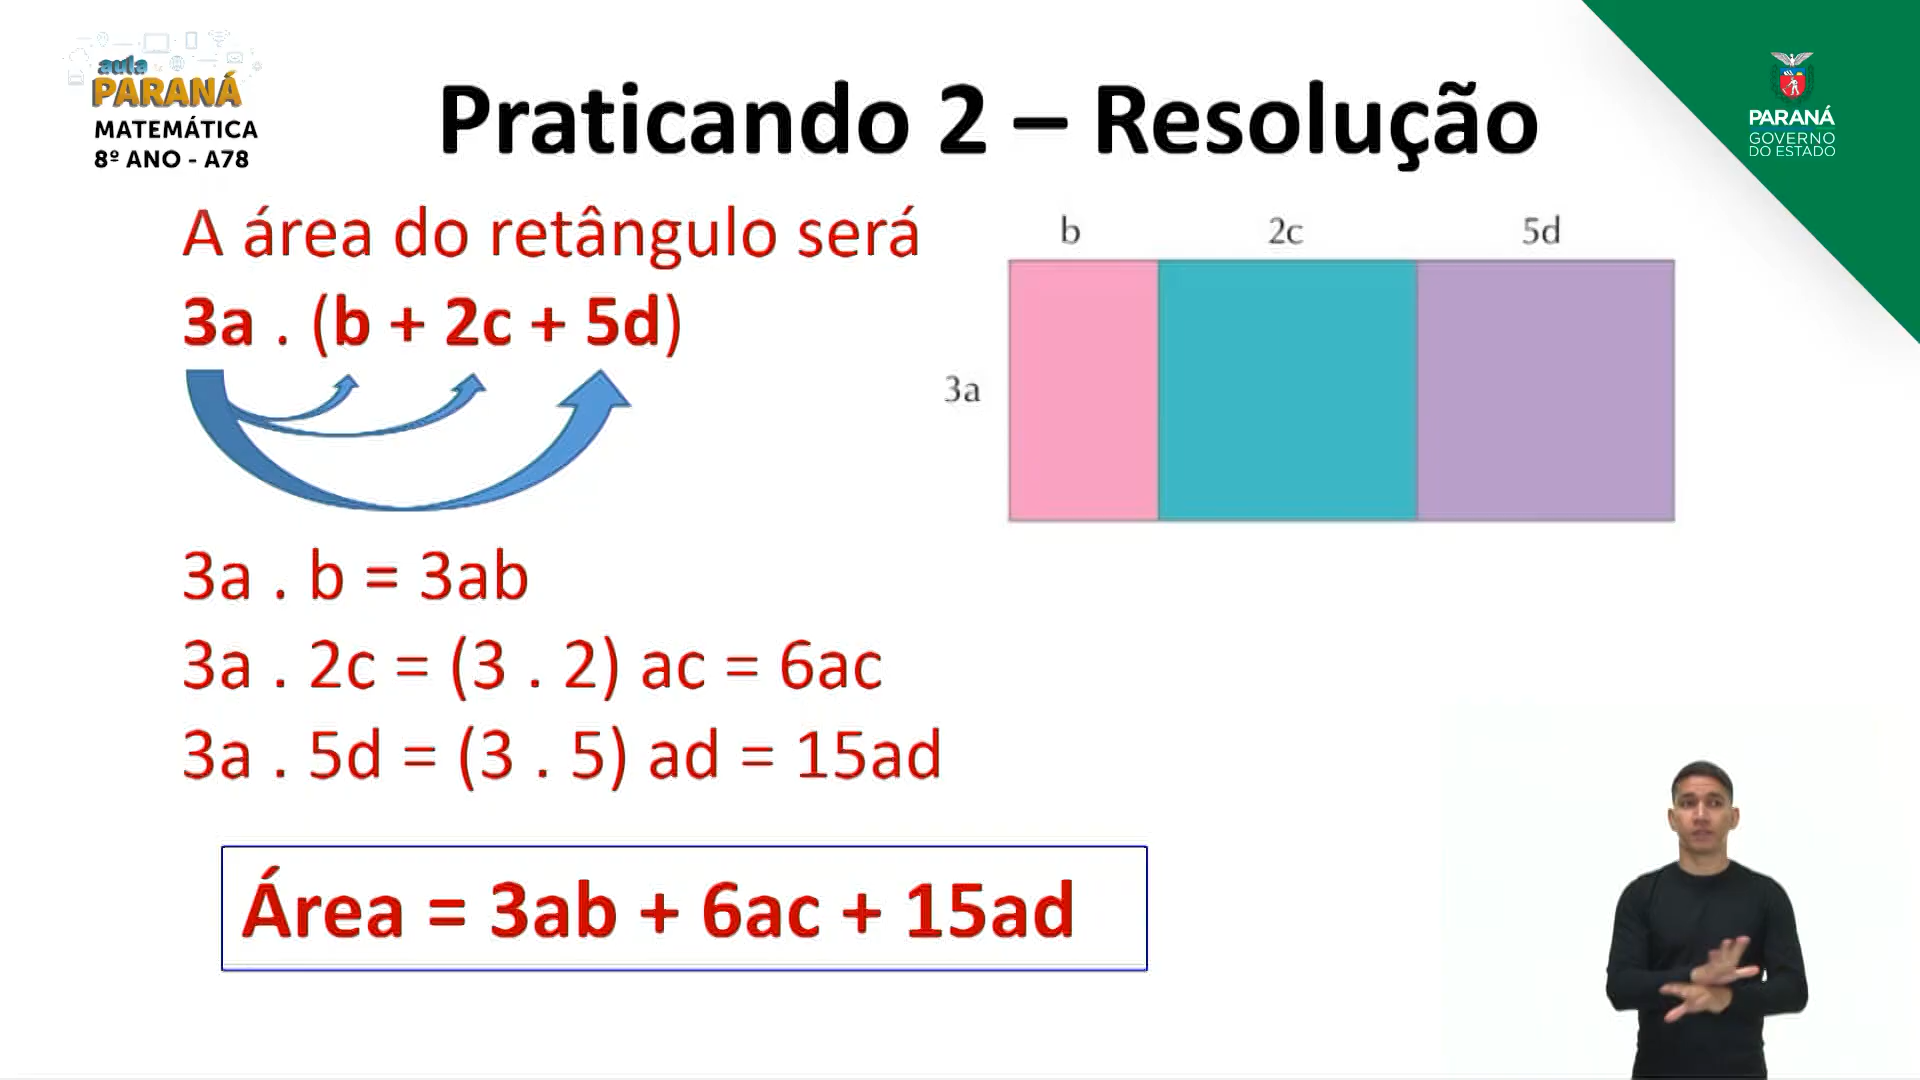 aula
PARANÁ
MATEMÁTICA
8º ANO - A78
Praticando 2 – Resolução
PARANÁ
GOVERNO
DO ESTADO
A área do retângulo será
3a . (b + 2c + 5d)
b 2c 5d
3a
3a . b = 3ab
3a . 2c = (3 . 2) ac = 6ac
3a . 5d = (3 . 5) ad = 15ad
Área = 3ab + 6ac + 15ad